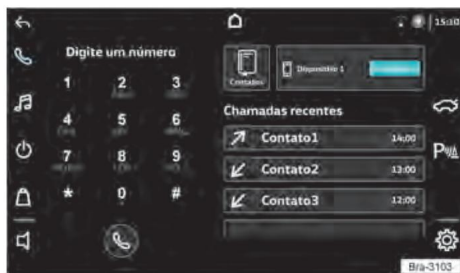 15:10
Digite um número
1 2 3
4 5 6
7 8 9
* 0 #
Contatos
Dispositivo 1
Chamadas recentes
Contato1 14:00
Contato2 13:00
Contato3 12:00
P
Bra-3103